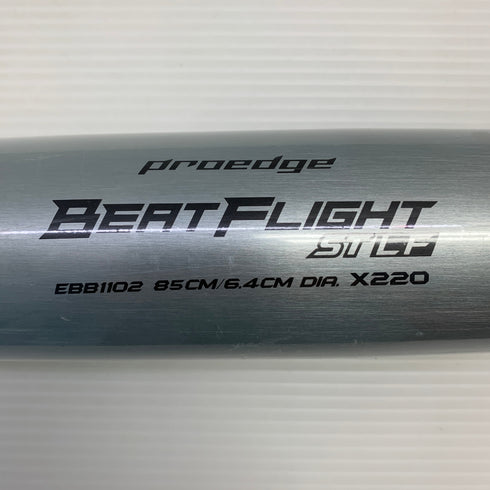 proedge
BEATFLIGHT
ST LF
EBB1102 85CM/6.4CM DIA. X220